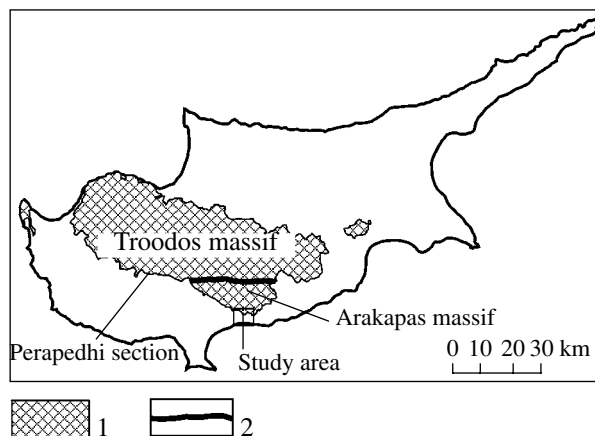 Troodos massif
Arakapas massif
Perapedhi section
Study area
0 10 20 30 km
1
2